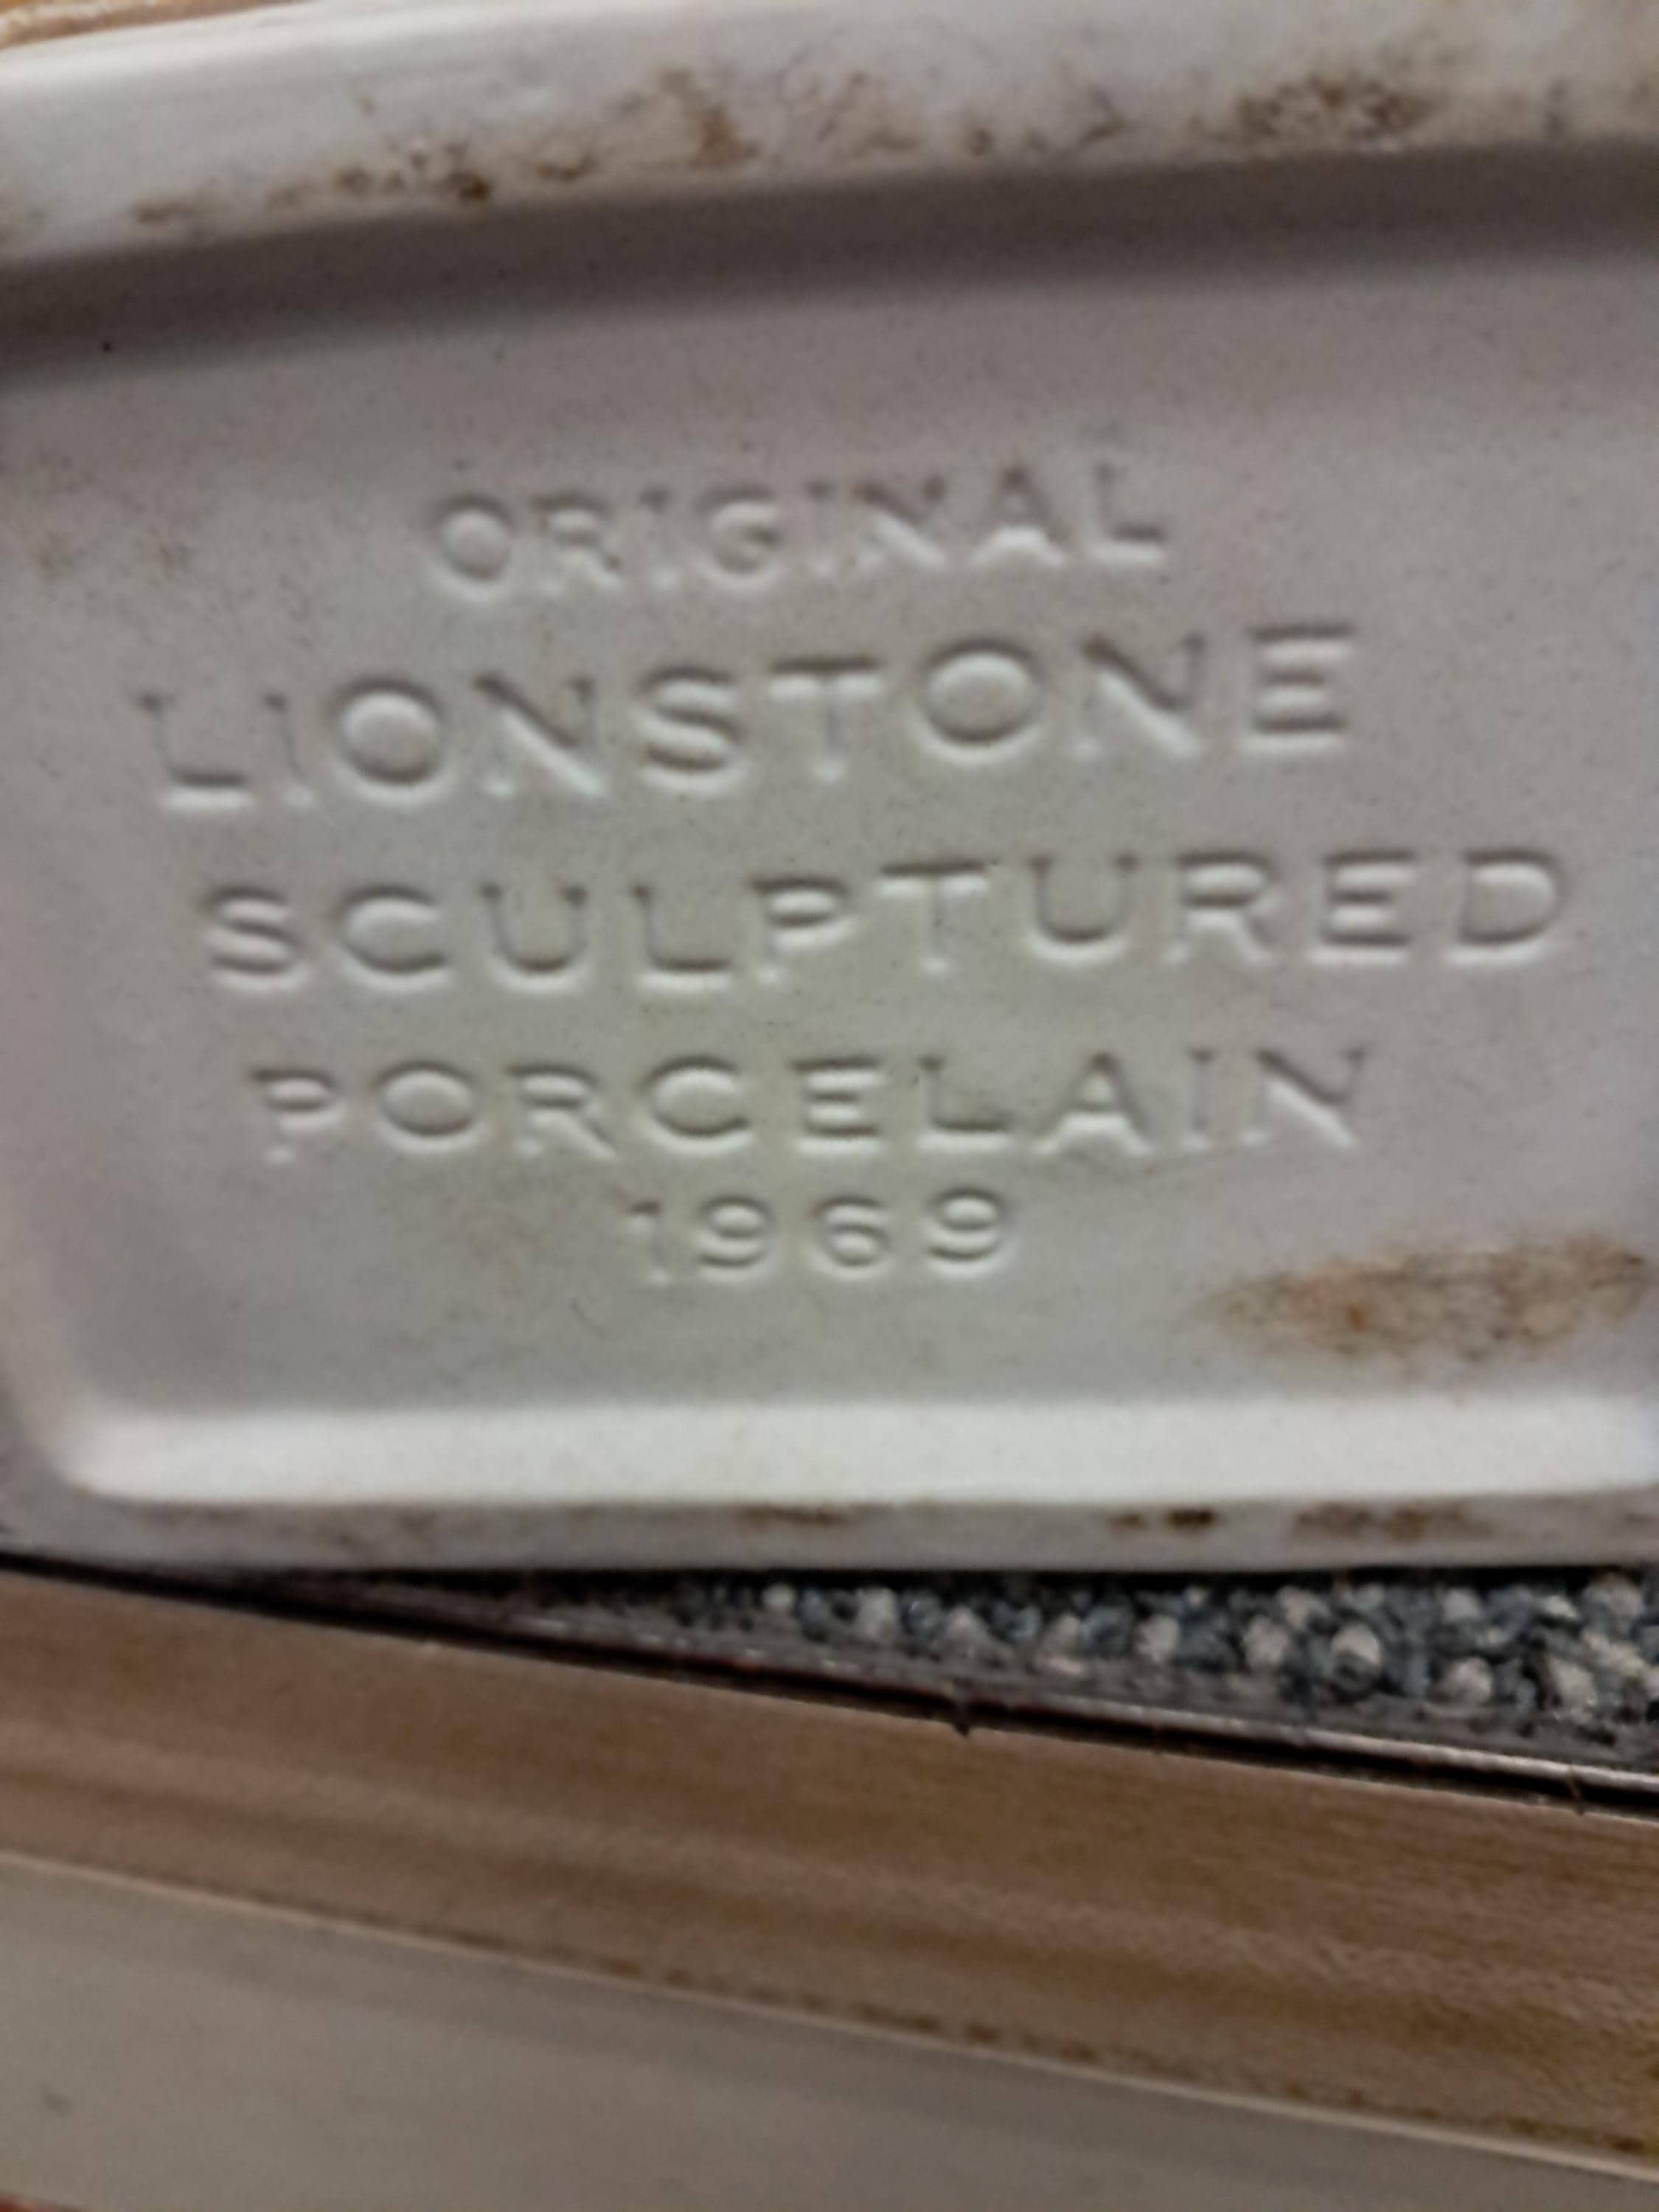 ORIGINAL
LIONSTONE
SCULPTURED
PORCELAIN
1969